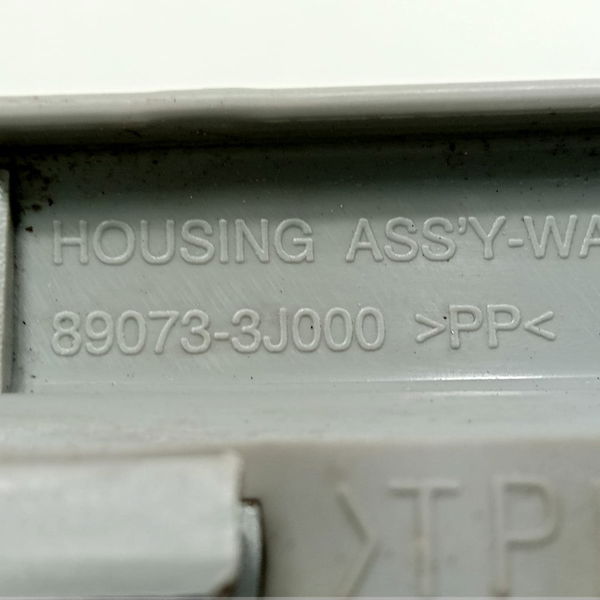 HOUSING ASS'Y-WA
89073-3J000 >PP<
>TP